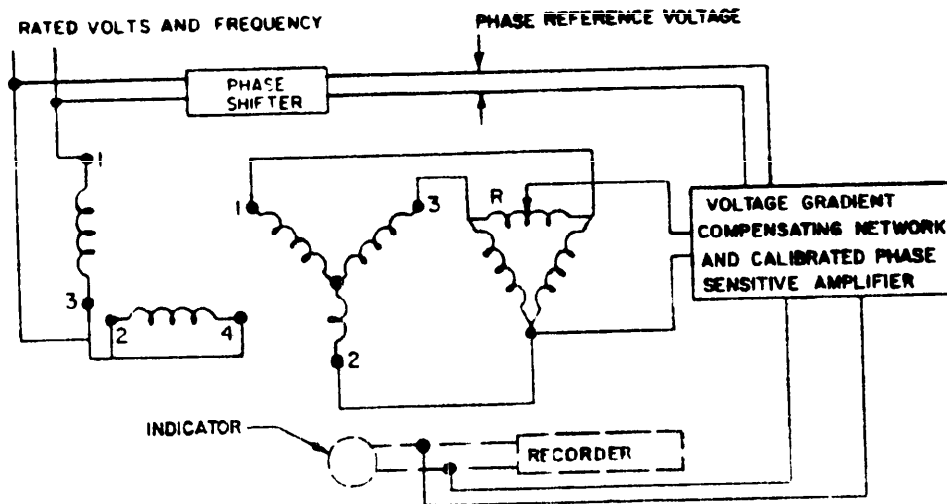 RATED VOLTS AND FREQUENCY
PHASE REFERENCE VOLTAGE
PHASE
SHIFTER
1
1
3
R
VOLTAGE GRADIENT
COMPENSATING NETWORK
AND CALIBRATED PHASE
SENSITIVE AMPLIFIER
3
2
4
2
INDICATOR
RECORDER